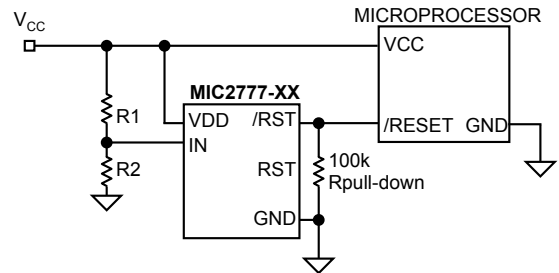 MICROPROCESSOR
VCC
VCC
MIC2777-XX
R1
VDD
/RST
/RESET
GND
IN
R2
RST
100k
Rpull-down
GND